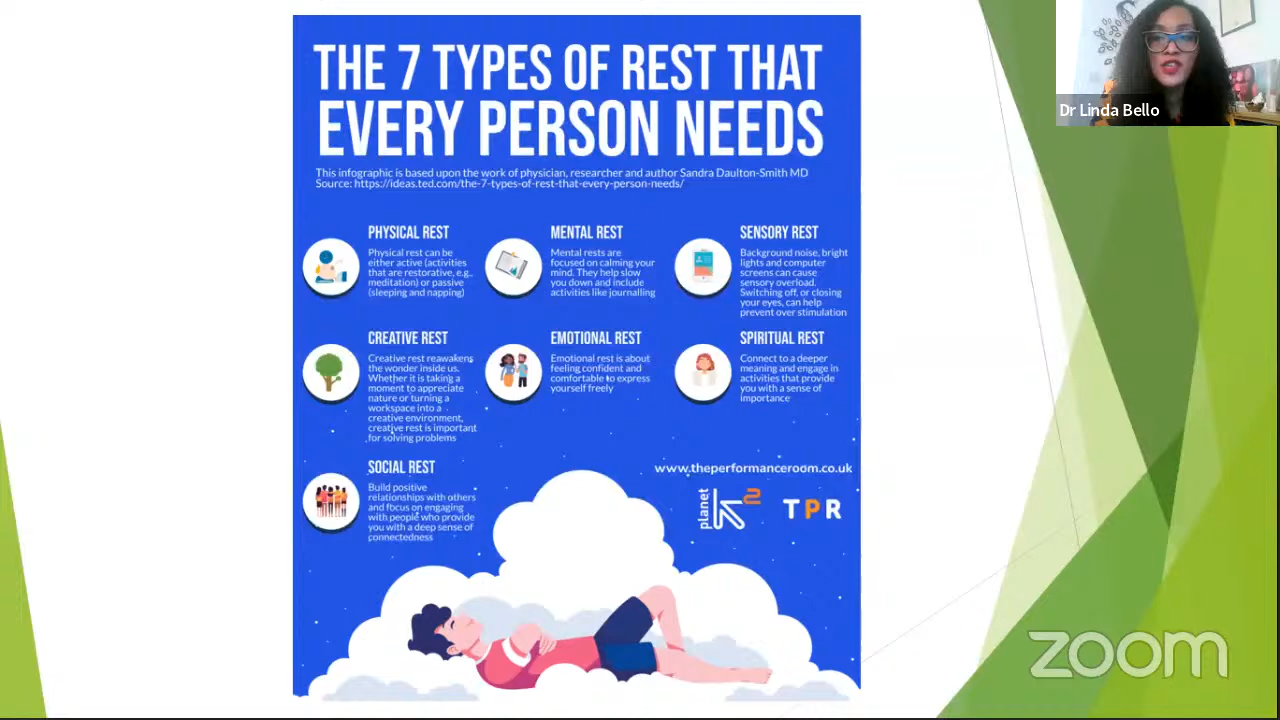 THE 7 TYPES OF REST THAT
EVERY PERSON NEEDS
This infographic is based upon the work of physician, researcher and author Sandra Daulton-Smith MD
Source: https://ideas.ted.com/the-7-types-of-rest-that-every-person-needs/
PHYSICAL REST
Physical rest can be
either active (activities
that are restorative, e.g.,
meditation) or passive
(sleeping and napping)
MENTAL REST
Mental rests are
focused on calming your
mind. They help slow
you down and include
activities like journalling
SENSORY REST
Background noise, bright
lights and computer
screens can cause
sensory overload.
Switching off, or closing
your eyes, can help
prevent over stimulation
CREATIVE REST
Creative rest reawakens
the wonder inside us.
Whether it is taking a
moment to appreciate
nature or turning a
workspace into a
creative environment,
creative rest is important
for solving problems
EMOTIONAL REST
Emotional rest is about
feeling confident and
comfortable to express
yourself freely
SPIRITUAL REST
Connect to a deeper
meaning and engage in
activities that provide
you with a sense of
importance
SOCIAL REST
Build positive
relationships with others
and focus on engaging
with people who provide
you with a deep sense of
connectedness
www.theperformanceroom.co.uk
planet K2
TPR
Dr Linda Bello
zoom